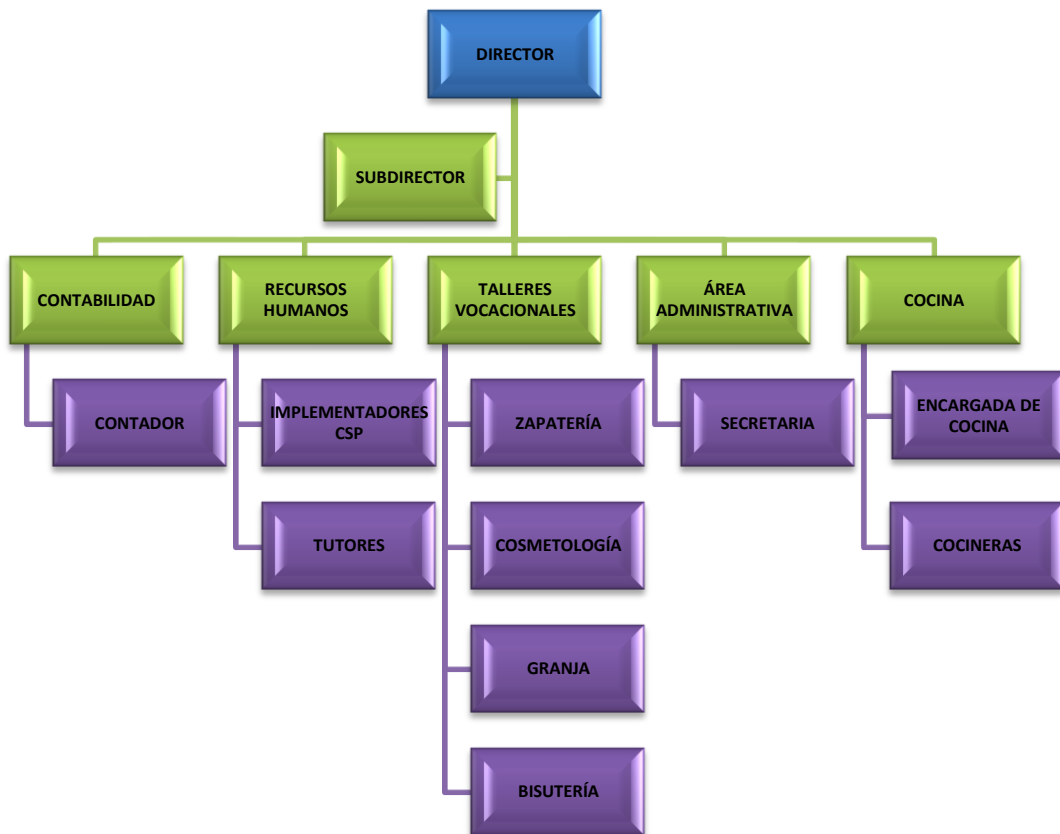 DIRECTOR
SUBDIRECTOR
CONTABILIDAD
RECURSOS
HUMANOS
TALLERES
VOCACIONALES
ÁREA
ADMINISTRATIVA
COCINA
CONTADOR
IMPLEMENTADORES
CSP
ZAPATERÍA
SECRETARIA
ENCARGADA DE
COCINA
TUTORES
COSMETOLOGÍA
COCINERAS
GRANJA
BISUTERÍA